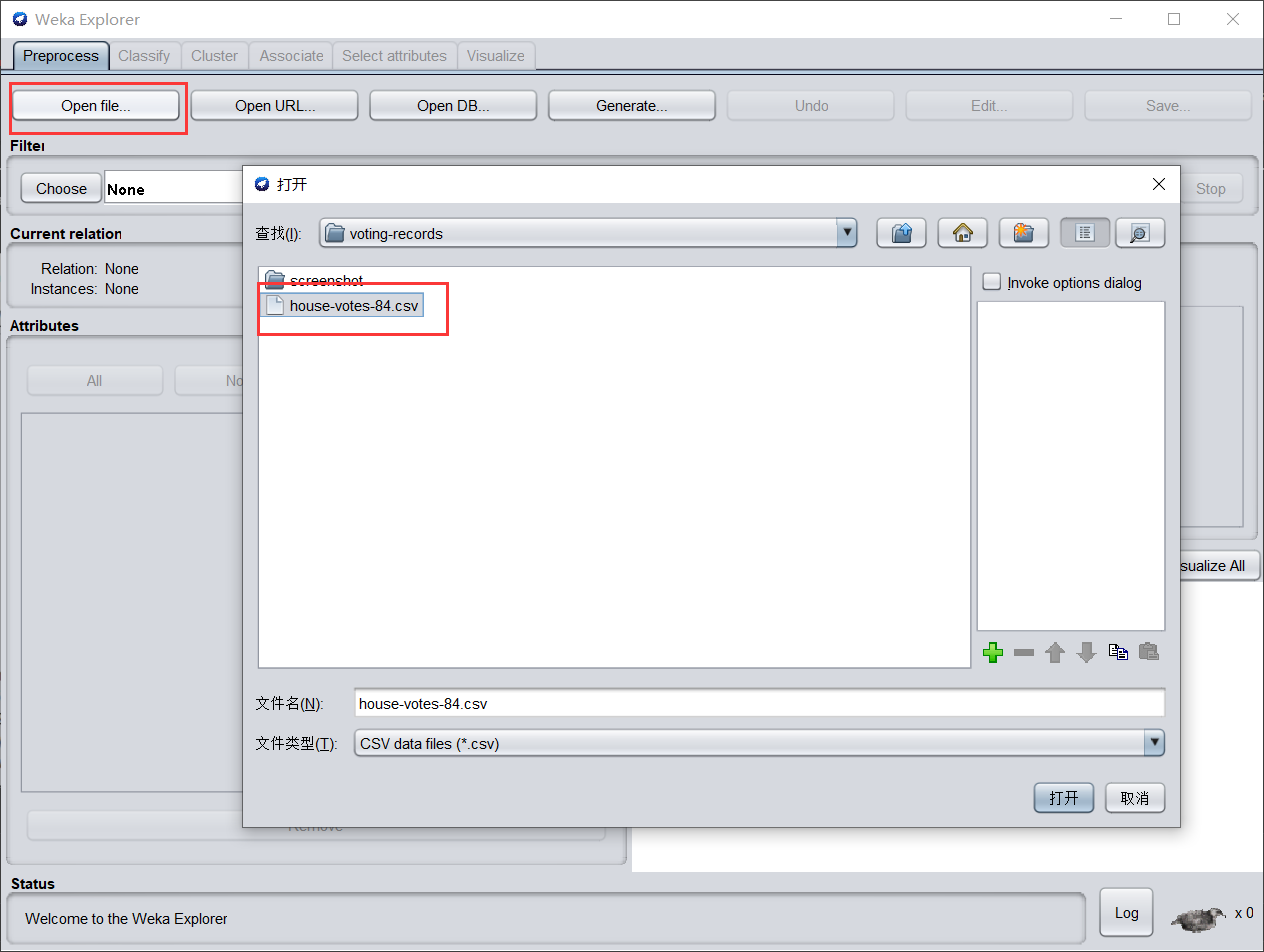 Weka Explorer
Preprocess Classify Cluster Associate Select attributes Visualize
Open file... Open URL... Open DB... Generate... Undo Edit... Save...
Filter
Choose None Stop
打开
查找(I): voting-records
Current relation
Relation: None
Instances: None
Attributes
All No
screenshot
house-votes-84.csv
Invoke options dialog
sualize All
文件名(N): house-votes-84.csv
文件类型(T): CSV data files (*.csv)
打开 取消
Remove
Status
Welcome to the Weka Explorer
Log x 0